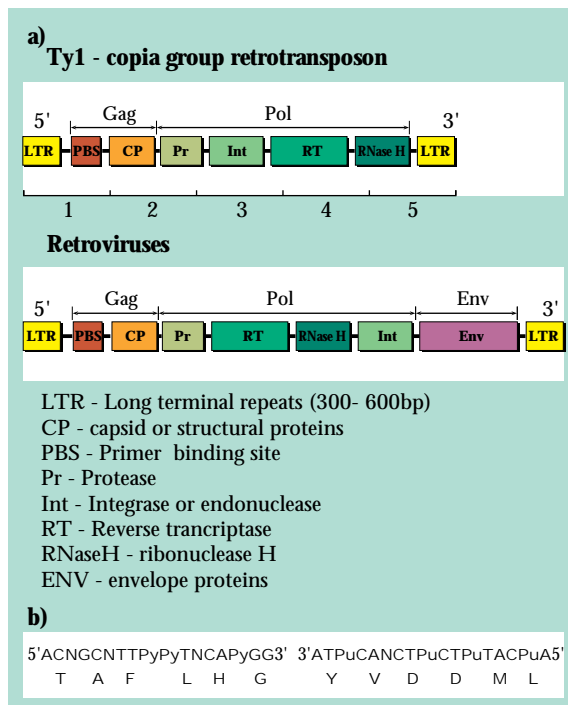 a)
Ty1 - copia group retrotransposon
5' Gag Pol 3'
LTR PBS CP Pr Int RT RNase H LTR
1 2 3 4 5
Retroviruses
5' Gag Pol Env 3'
LTR PBS CP Pr RT RNase H Int Env LTR
LTR - Long terminal repeats (300- 600bp)
CP - capsid or structural proteins
PBS - Primer binding site
Pr - Protease
Int - Integrase or endonuclease
RT - Reverse trancriptase
RNaseH - ribonuclease H
ENV - envelope proteins
b)
5'ACNGCNTTPyPyTNCAPyGG3' 3'ATPuCANCTPuCTPuTACPuA5'
T A F L H G Y V D D M L